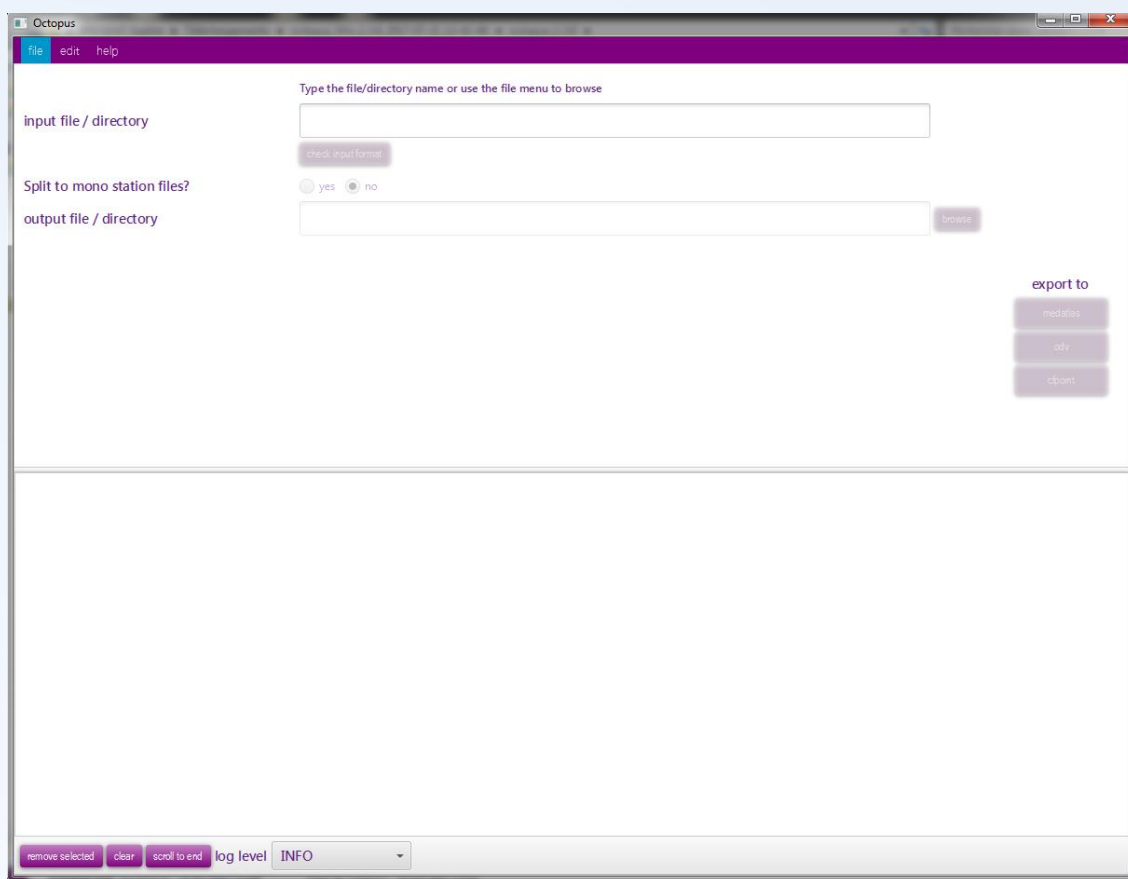 Octopus
file edit help
Type the file/directory name or use the file menu to browse
input file / directory
check input format
Split to mono station files? yes no
output file / directory browse
export to
medatlas
odv
cfpoint
remove selected clear scroll to end log level INFO